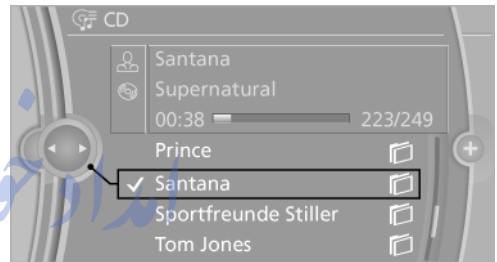 CD
Santana
Supernatural
00:38 223/249
Prince
Santana
Sportfreunde Stiller
Tom Jones